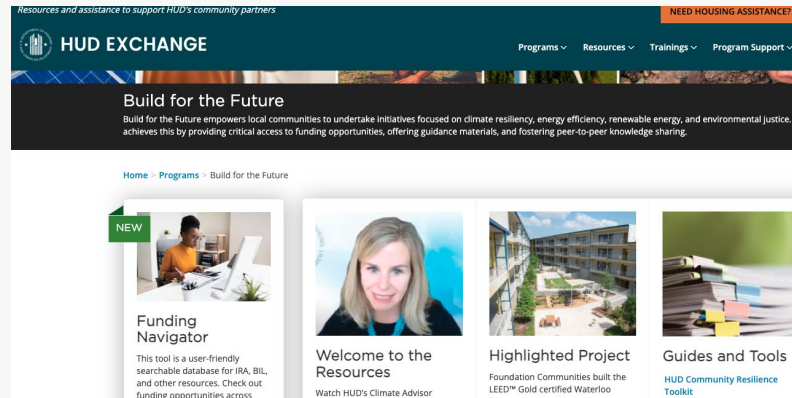 Resources and assistance to support HUD's community partners
NEED HOUSING ASSISTANCE?
HUD EXCHANGE
Programs
Resources
Trainings
Program Support
Build for the Future
Build for the Future empowers local communities to undertake initiatives focused on climate resiliency, energy efficiency, renewable energy, and environmental justice.
achieves this by providing critical access to funding opportunities, offering guidance materials, and fostering peer-to-peer knowledge sharing.
Home > Programs > Build for the Future
NEW
Funding
Navigator
This tool is a user-friendly
searchable database for IRA, BIL,
and other resources. Check out
funding opportunities across
Welcome to the
Resources
Watch HUD's Climate Advisor
Highlighted Project
Foundation Communities built the
LEED™ Gold certified Waterloo
Guides and Tools
HUD Community Resilience
Toolkit